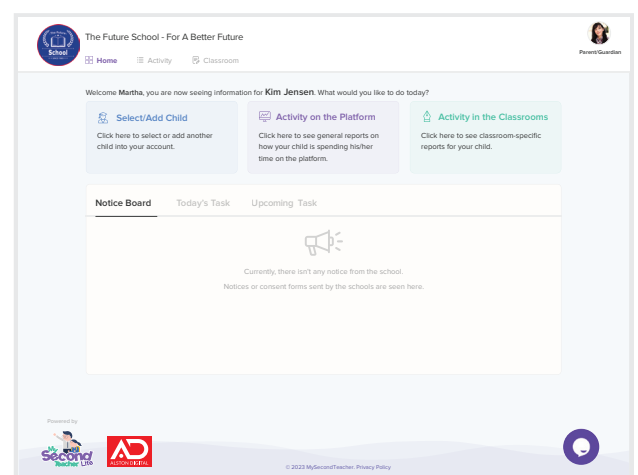 The Future School - For A Better Future
School
Parent/Guardian
Home Activity Classroom
Welcome Martha, you are now seeing information for Kim Jensen. What would you like to do today?
Select/Add Child
Click here to select or add another
child into your account.
Activity on the Platform
Click here to see general reports on
how your child is spending his/her
time on the platform.
Activity in the Classrooms
Click here to see classroom-specific
reports for your child.
Notice Board Today's Task Upcoming Task
Currently, there isn't any notice from the school.
Notices or consent forms sent by the schools are seen here.
Powered by
My
Second
Teacher Lite
ALSTON DIGITAL
© 2023 MySecondTeacher. Privacy Policy